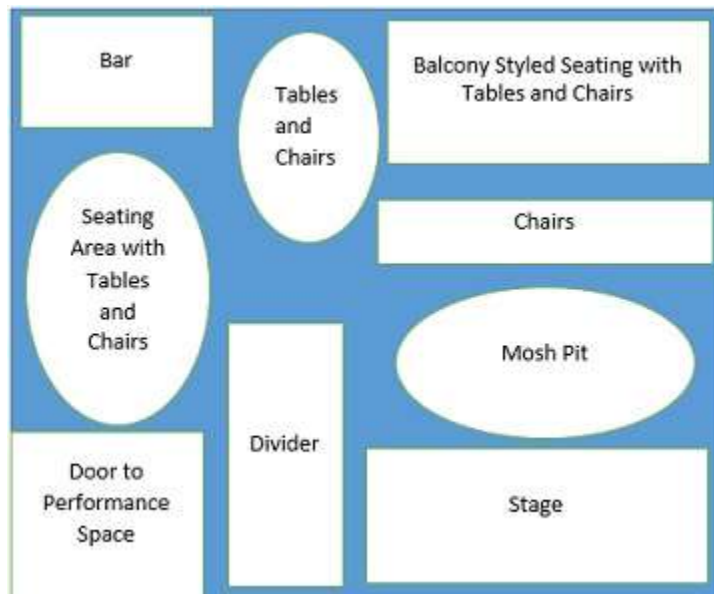 Bar
Tables
and
Chairs
Balcony Styled Seating with
Tables and Chairs
Seating
Area with
Tables
and
Chairs
Chairs
Mosh Pit
Divider
Door to
Performance
Space
Stage